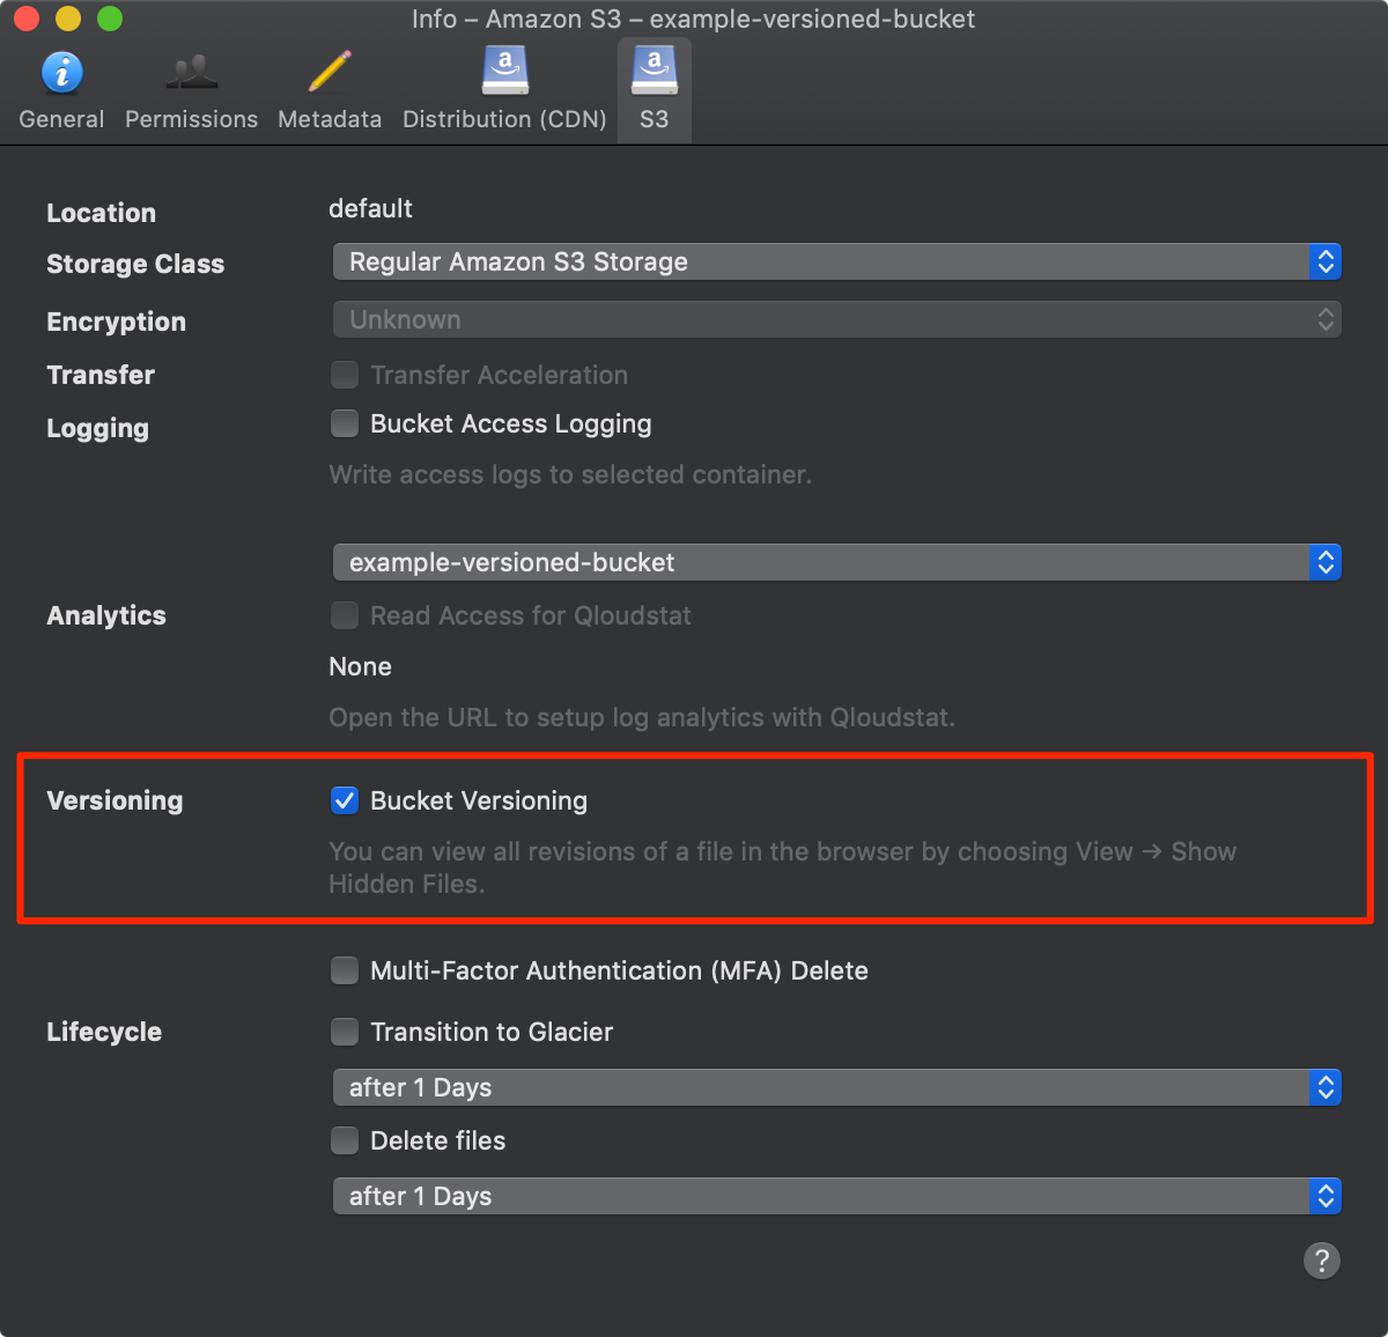 Info – Amazon S3 – example-versioned-bucket
General Permissions Metadata Distribution (CDN) S3
Location default
Storage Class Regular Amazon S3 Storage
Encryption Unknown
Transfer Transfer Acceleration
Logging Bucket Access Logging
Write access logs to selected container.
example-versioned-bucket
Analytics Read Access for Qloudstat
None
Open the URL to setup log analytics with Qloudstat.
Versioning Bucket Versioning
You can view all revisions of a file in the browser by choosing View → Show
Hidden Files.
Multi-Factor Authentication (MFA) Delete
Lifecycle Transition to Glacier
after 1 Days
Delete files
after 1 Days
?